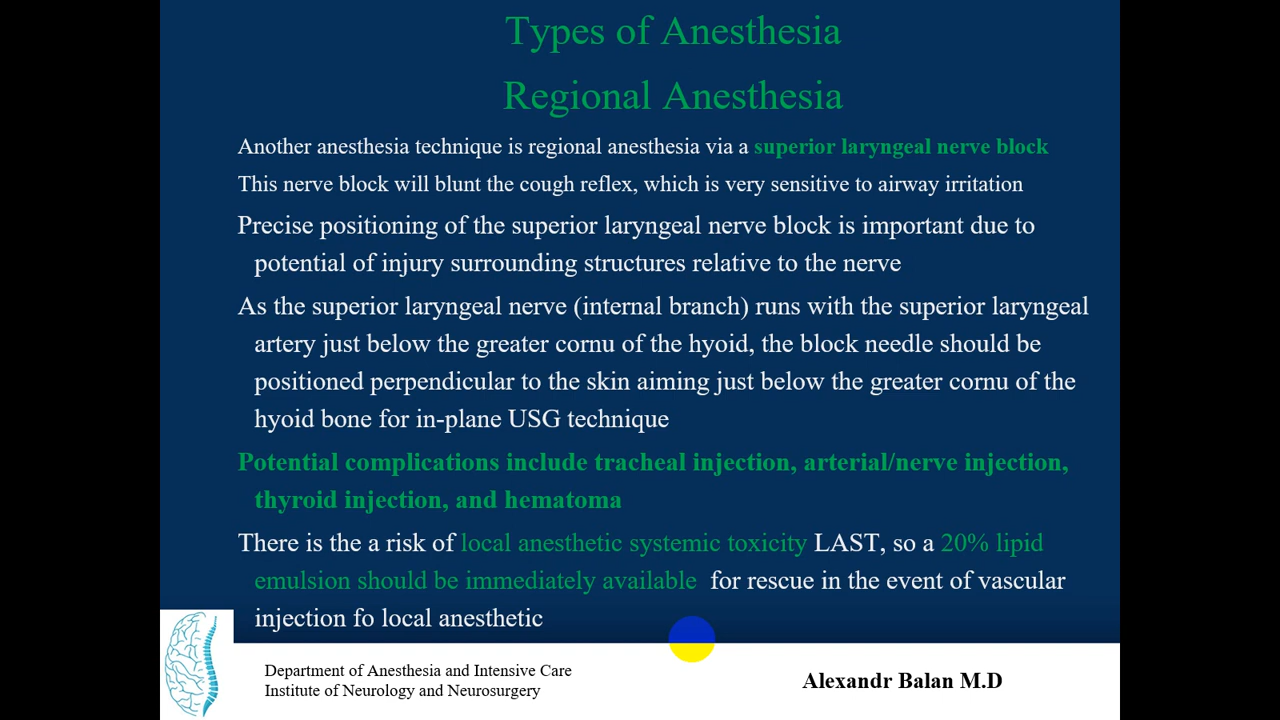 Types of Anesthesia
Regional Anesthesia
Another anesthesia technique is regional anesthesia via a superior laryngeal nerve block
This nerve block will blunt the cough reflex, which is very sensitive to airway irritation
Precise positioning of the superior laryngeal nerve block is important due to
potential of injury surrounding structures relative to the nerve
As the superior laryngeal nerve (internal branch) runs with the superior laryngeal
artery just below the greater cornu of the hyoid, the block needle should be
positioned perpendicular to the skin aiming just below the greater cornu of the
hyoid bone for in-plane USG technique
Potential complications include tracheal injection, arterial/nerve injection,
thyroid injection, and hematoma
There is the a risk of local anesthetic systemic toxicity LAST, so a 20% lipid
emulsion should be immediately available for rescue in the event of vascular
injection fo local anesthetic
Department of Anesthesia and Intensive Care
Institute of Neurology and Neurosurgery
Alexandr Balan M.D